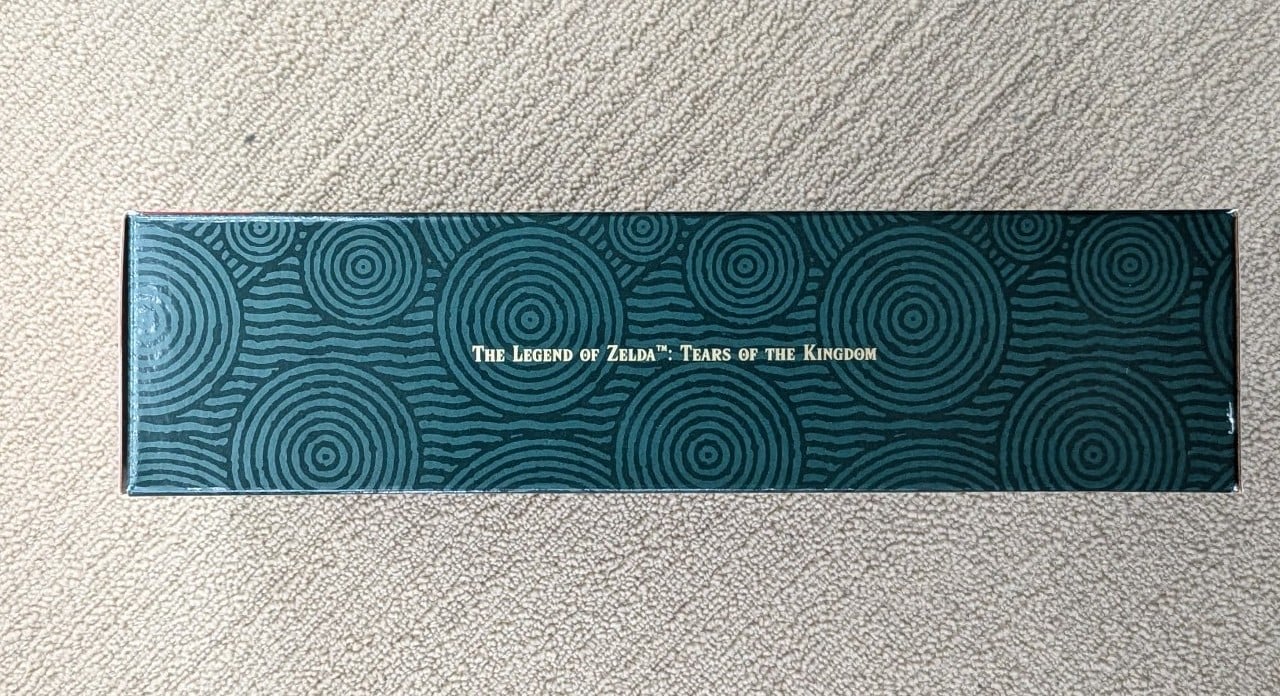 The Legend of Zelda™: Tears of the Kingdom